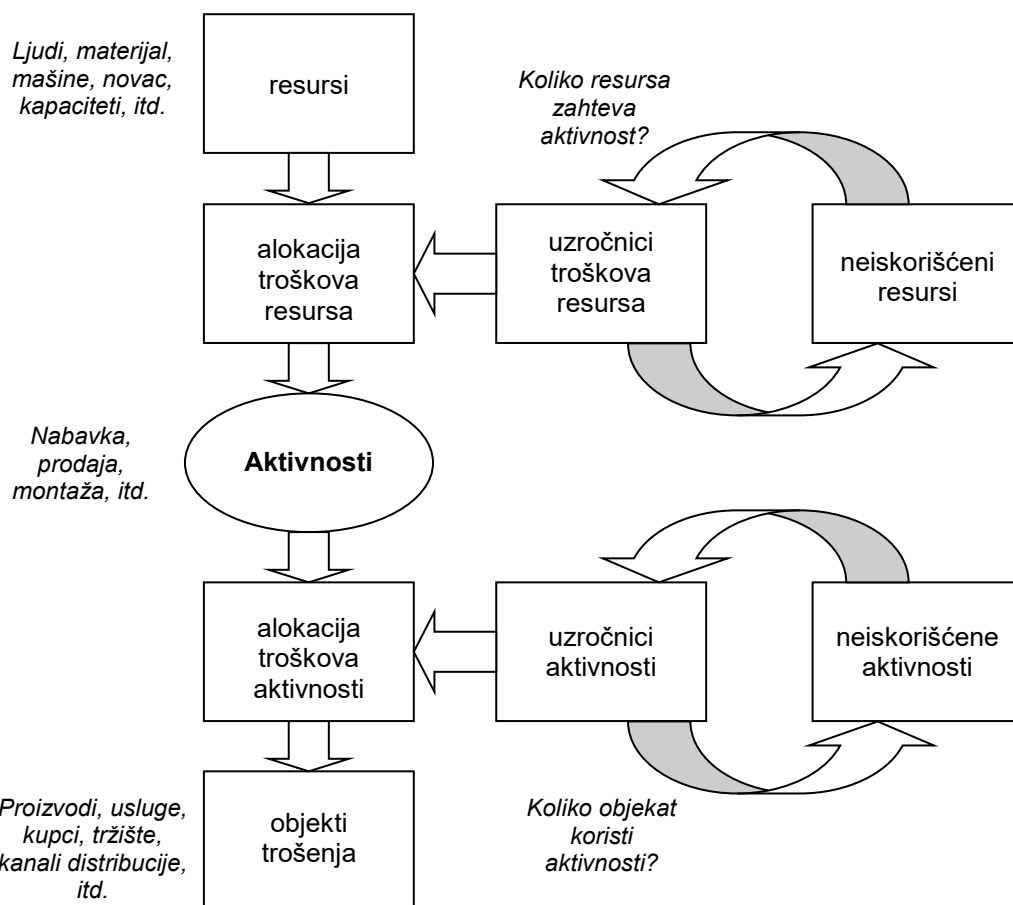 Ljudi, materijal,
mašine, novac,
kapaciteti, itd.
resursi
Koliko resursa
zahteva
aktivnost?
alokacija
troškova
resursa
uzročnici
troškova
resursa
neiskorišćeni
resursi
Nabavka,
prodaja,
montaža, itd.
Aktivnosti
alokacija
troškova
aktivnosti
uzročnici
aktivnosti
neiskorišćene
aktivnosti
Proizvodi, usluge,
kupci, tržište,
kanali distribucije,
itd.
objekti
trošenja
Koliko objekat
koristi
aktivnosti?